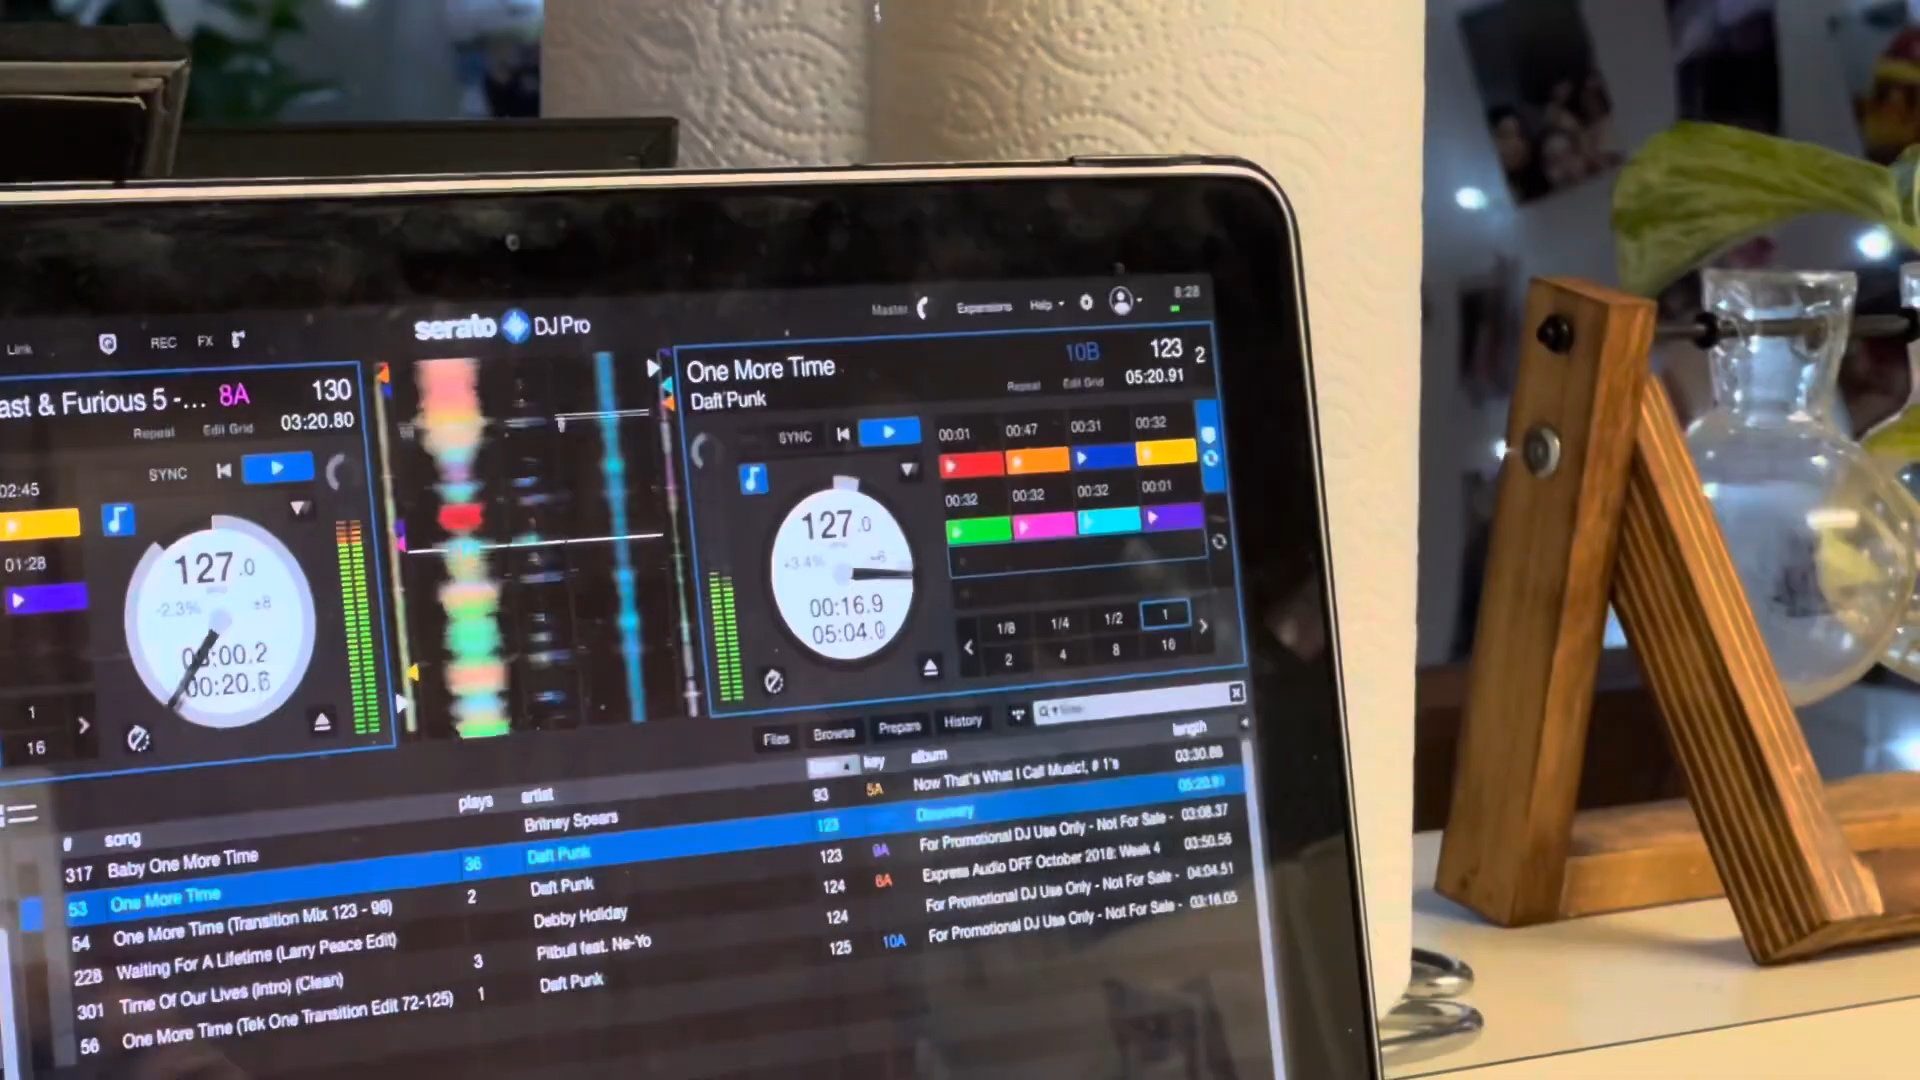 Link
REC FX
serato DJ Pro
Master Expansions Help 8:28
ast & Furious 5 -... 8A 130
Repeat Edit Grid 03:20.80
SYNC
02:45
01:28
127.0
-2.3% ±8
00:20.6
1
16
One More Time 10B 123 2
Daft Punk Repeat Edit Grid 05:20.91
SYNC
00:01 00:47 00:31 00:32
00:32 00:32 00:32 00:01
127.0
+3.4% ±6
00:16.9
05:04.0
1/8 1/4 1/2 1
2 4 8 16
Files Browse Prepare History
# song plays artist key album length
317 Baby One More Time Britney Spears 93 5A Now That's What I Call Music!, # 1's 03:30.88
53 One More Time 36 Daft Punk 123 Discovery 05:20.91
54 One More Time (Transition Mix 123 - 98) 2 Daft Punk 123 For Promotional DJ Use Only - Not For Sale - 03:08.37
228 Waiting For A Lifetime (Larry Peace Edit) Debby Holiday 124 Express Audio DFF October 2018: Week 4 03:50.56
301 Time Of Our Lives (Intro) (Clean) 3 Pitbull feat. Ne-Yo 124 For Promotional DJ Use Only - Not For Sale - 04:04.51
56 One More Time (Tek One Transition Edit 72-125) 1 Daft Punk 125 10A For Promotional DJ Use Only - Not For Sale - 03:16.05